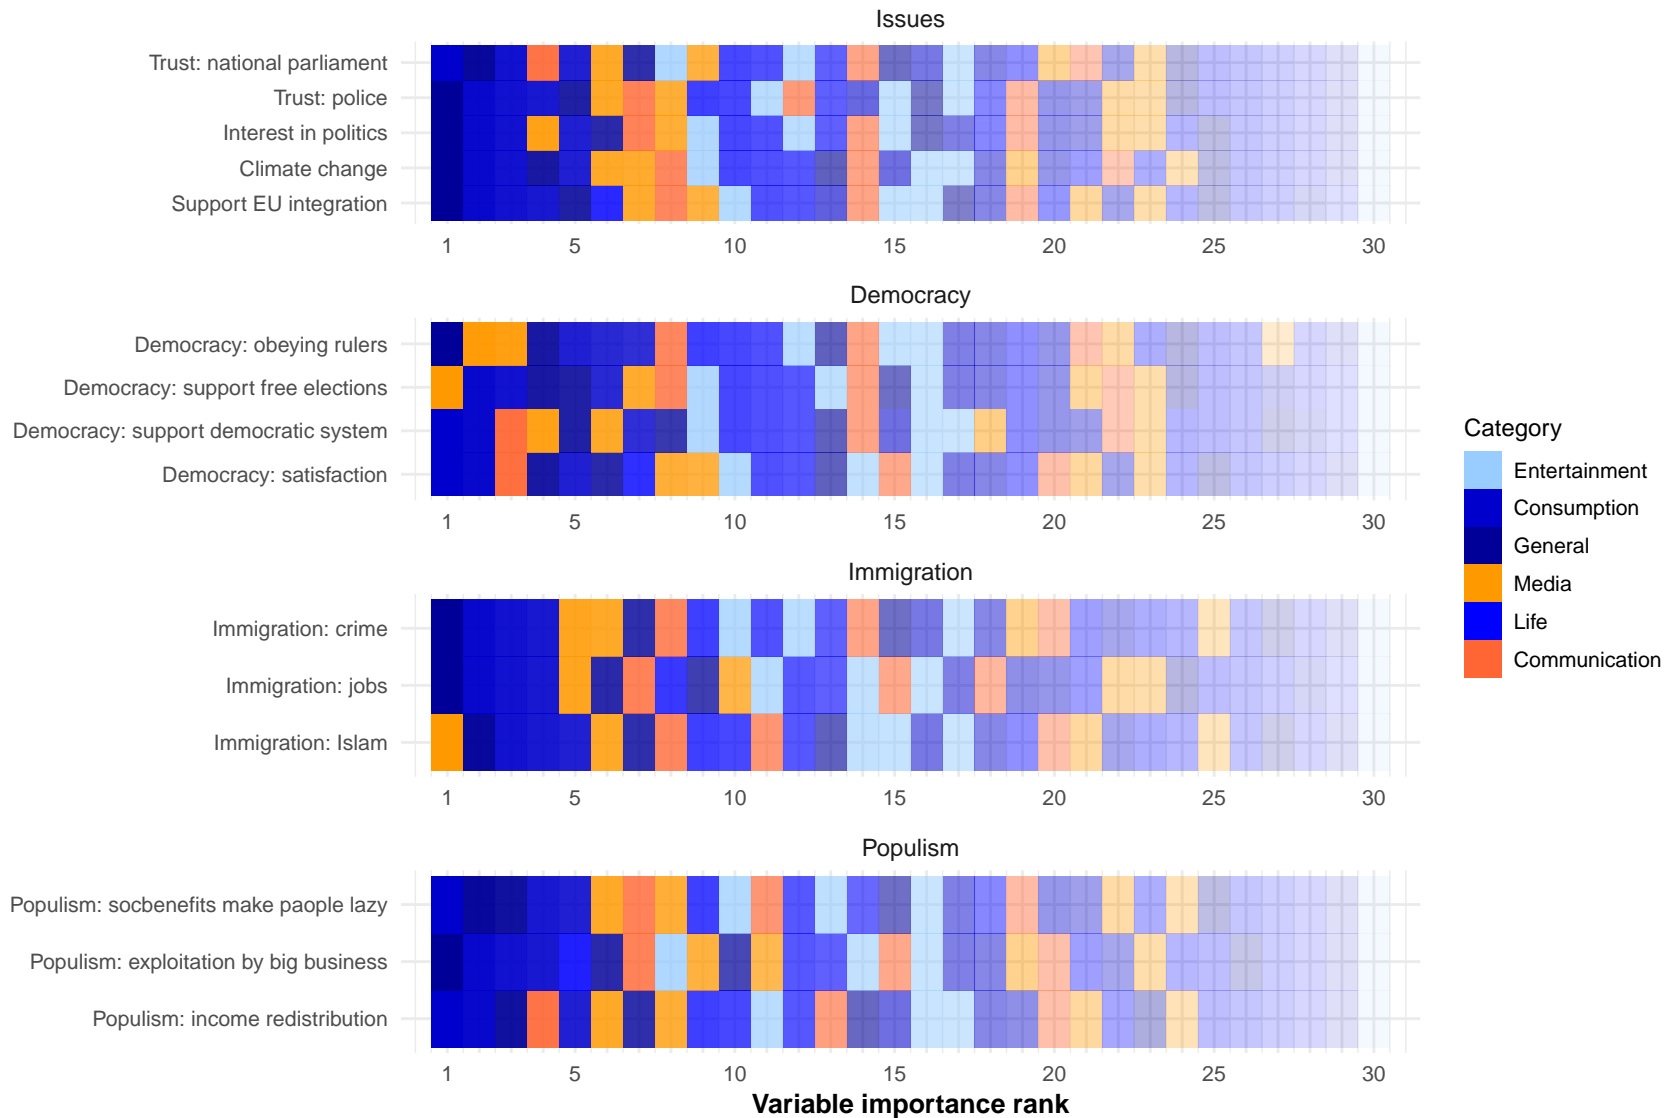 Issues
Trust: national parliament
Trust: police
Interest in politics
Climate change
Support EU integration
1 5 10 15 20 25 30
Democracy
Democracy: obeying rulers
Democracy: support free elections
Democracy: support democratic system
Democracy: satisfaction
1 5 10 15 20 25 30
Immigration
Immigration: crime
Immigration: jobs
Immigration: Islam
1 5 10 15 20 25 30
Populism
Populism: socbenefits make paople lazy
Populism: exploitation by big business
Populism: income redistribution
1 5 10 15 20 25 30
Variable importance rank
Category
Entertainment
Consumption
General
Media
Life
Communication